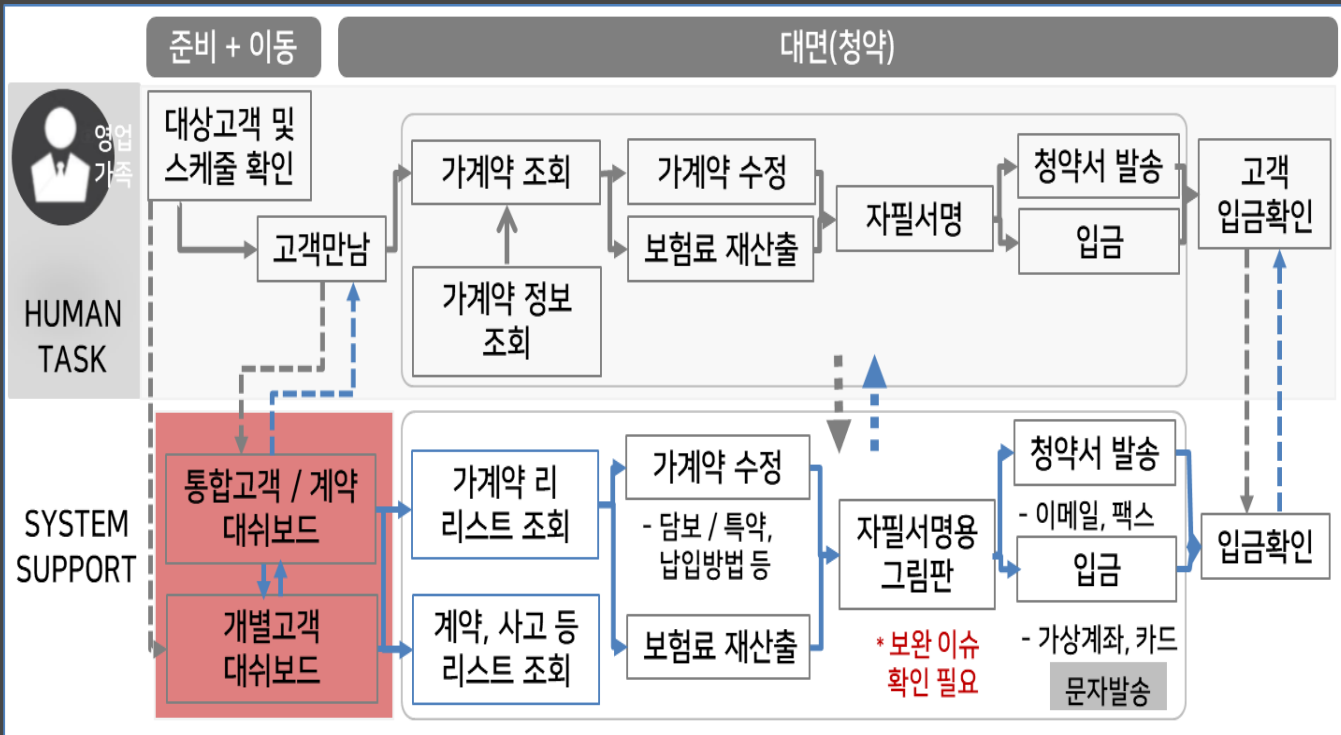 준비 + 이동
대면(청약)
영업
가족
HUMAN
TASK
대상고객 및
스케줄 확인
고객만남
가계약 조회
가계약 정보
조회
가계약 수정
보험료 재산출
자필서명
청약서 발송
입금
고객
입금확인
SYSTEM
SUPPORT
통합고객 / 계약
대쉬보드
개별고객
대쉬보드
가계약 리
리스트 조회
계약, 사고 등
리스트 조회
가계약 수정
- 담보 / 특약,
납입방법 등
보험료 재산출
자필서명용
그림판
* 보완 이슈
확인 필요
청약서 발송
- 이메일, 팩스
입금
- 가상계좌, 카드
문자발송
입금확인